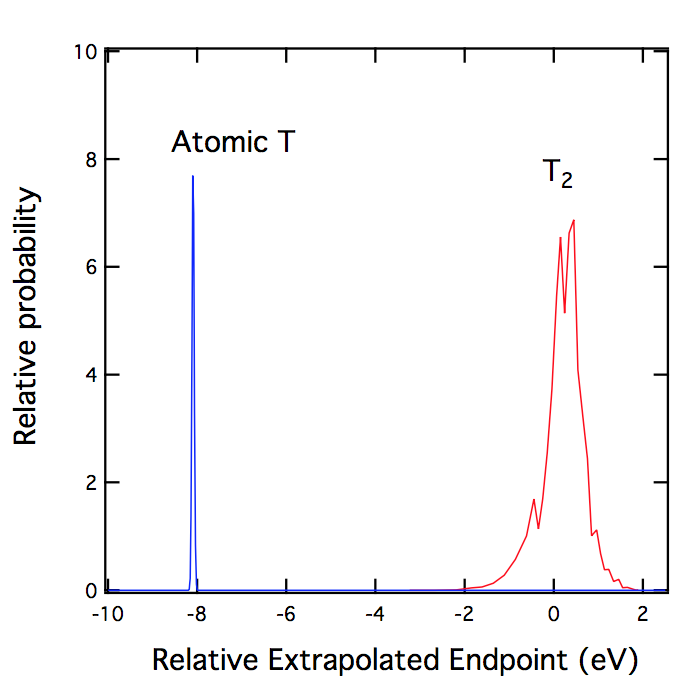 10
8
6
4
2
0
Atomic T
T2
Relative probability
-10 -8 -6 -4 -2 0 2
Relative Extrapolated Endpoint (eV)